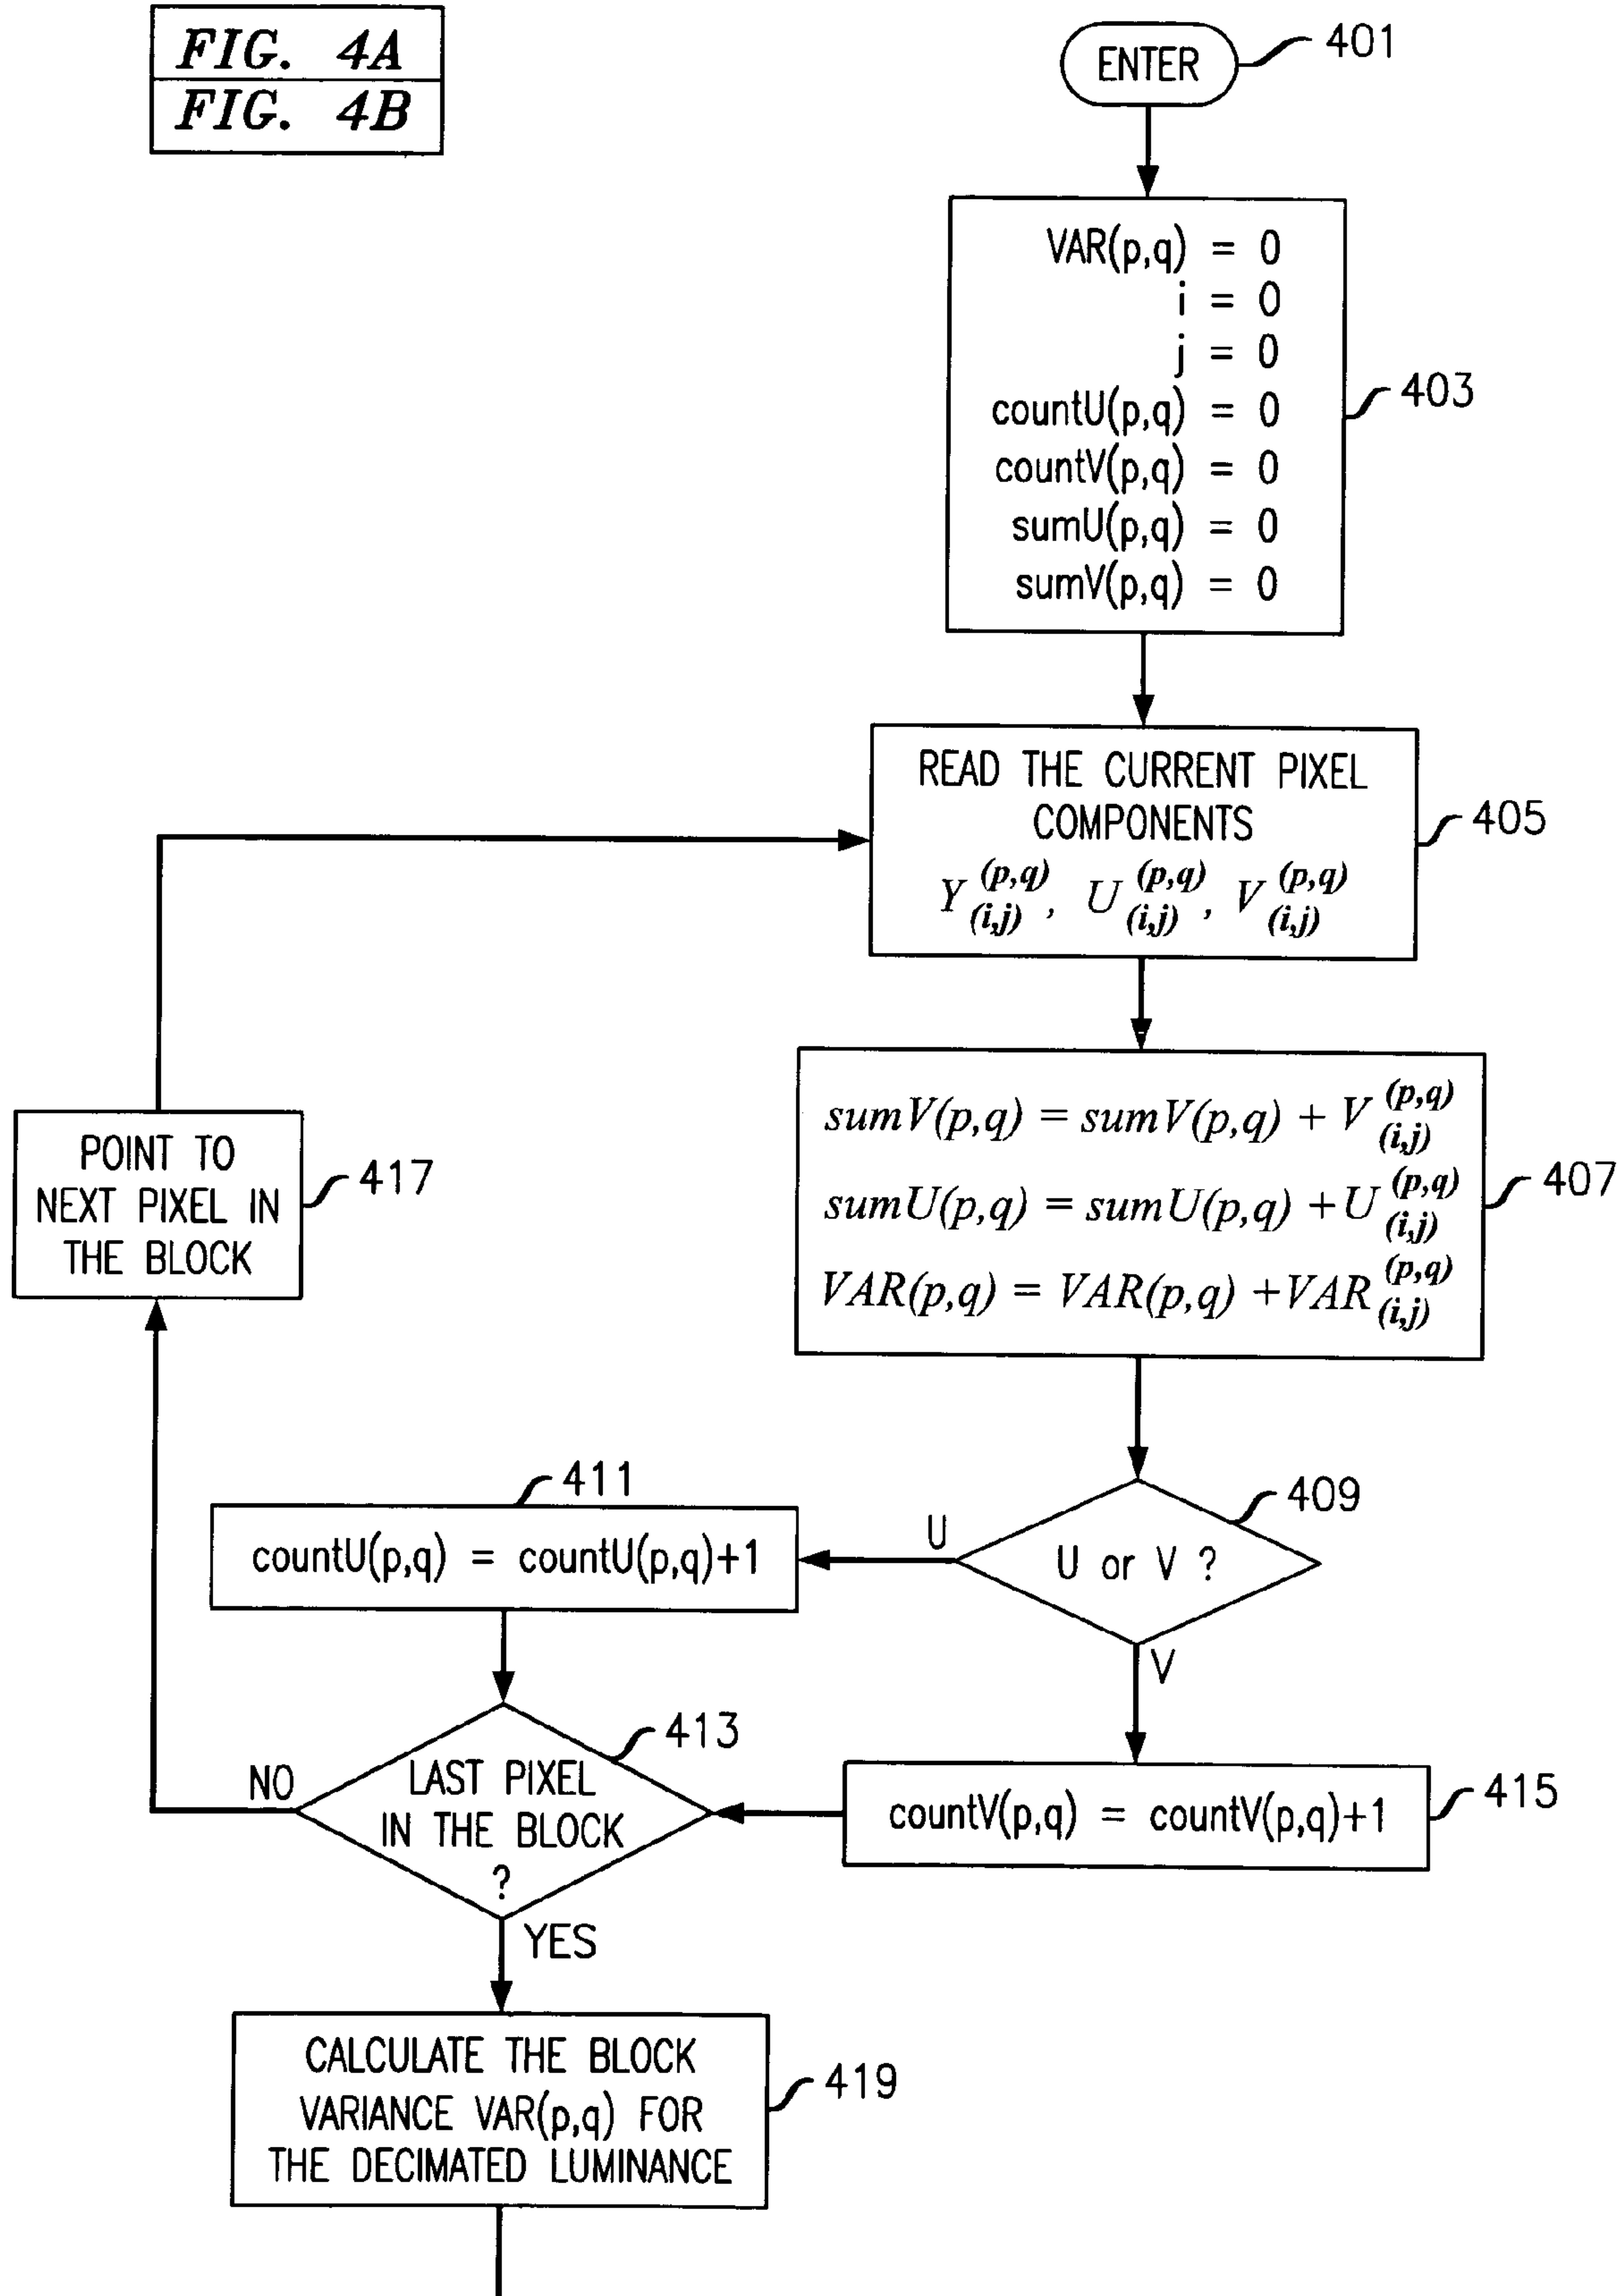 FIG. 4A
FIG. 4B
ENTER
401
VAR(p,q) = 0
i = 0
j = 0
countU(p,q) = 0
countV(p,q) = 0
sumU(p,q) = 0
sumV(p,q) = 0
403
READ THE CURRENT PIXEL
COMPONENTS
Y (p,q) (i,j), U (p,q) (i,j), V (p,q) (i,j)
405
sumV(p,q) = sumV(p,q) + V (p,q) (i,j)
sumU(p,q) = sumU(p,q) + U (p,q) (i,j)
VAR(p,q) = VAR(p,q) + VAR (p,q) (i,j)
407
POINT TO
NEXT PIXEL IN
THE BLOCK
417
U or V ?
409
U
V
411
countU(p,q) = countU(p,q)+1
LAST PIXEL
IN THE BLOCK
?
413
NO
YES
countV(p,q) = countV(p,q)+1
415
CALCULATE THE BLOCK
VARIANCE VAR(p,q) FOR
THE DECIMATED LUMINANCE
419